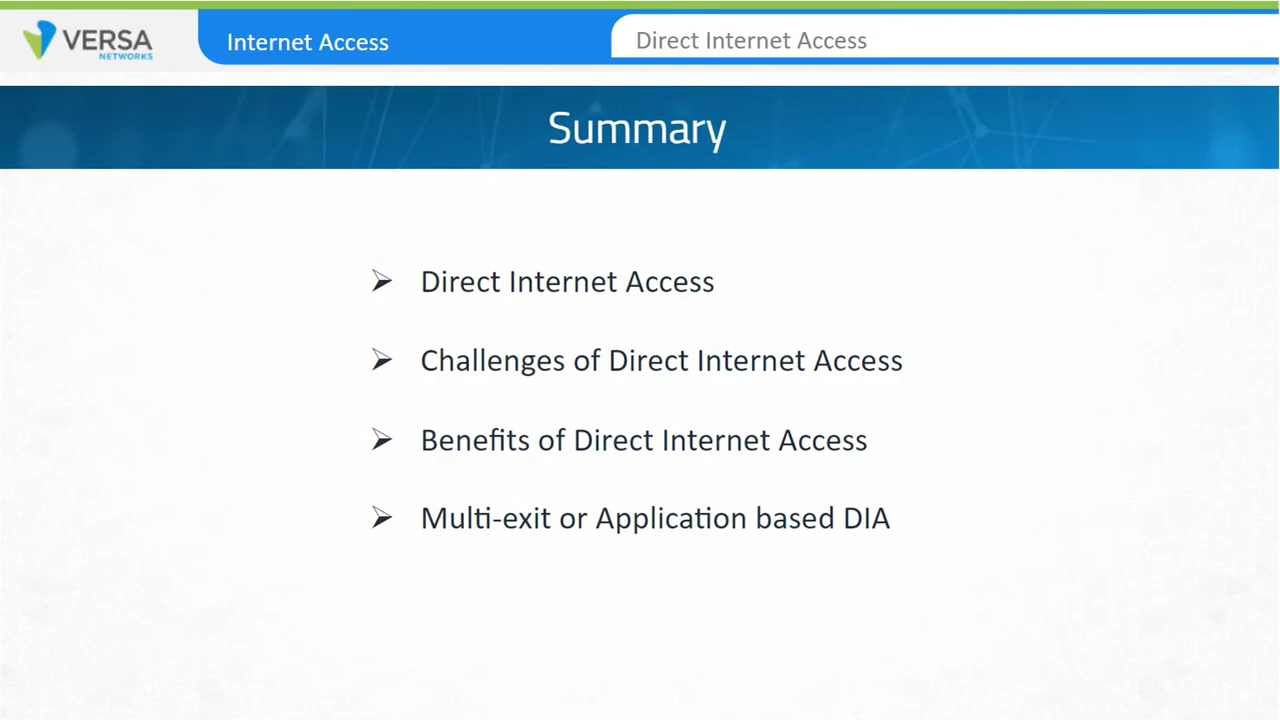 VERSA
NETWORKS
Internet Access
Direct Internet Access
Summary
Direct Internet Access
Challenges of Direct Internet Access
Benefits of Direct Internet Access
Multi-exit or Application based DIA